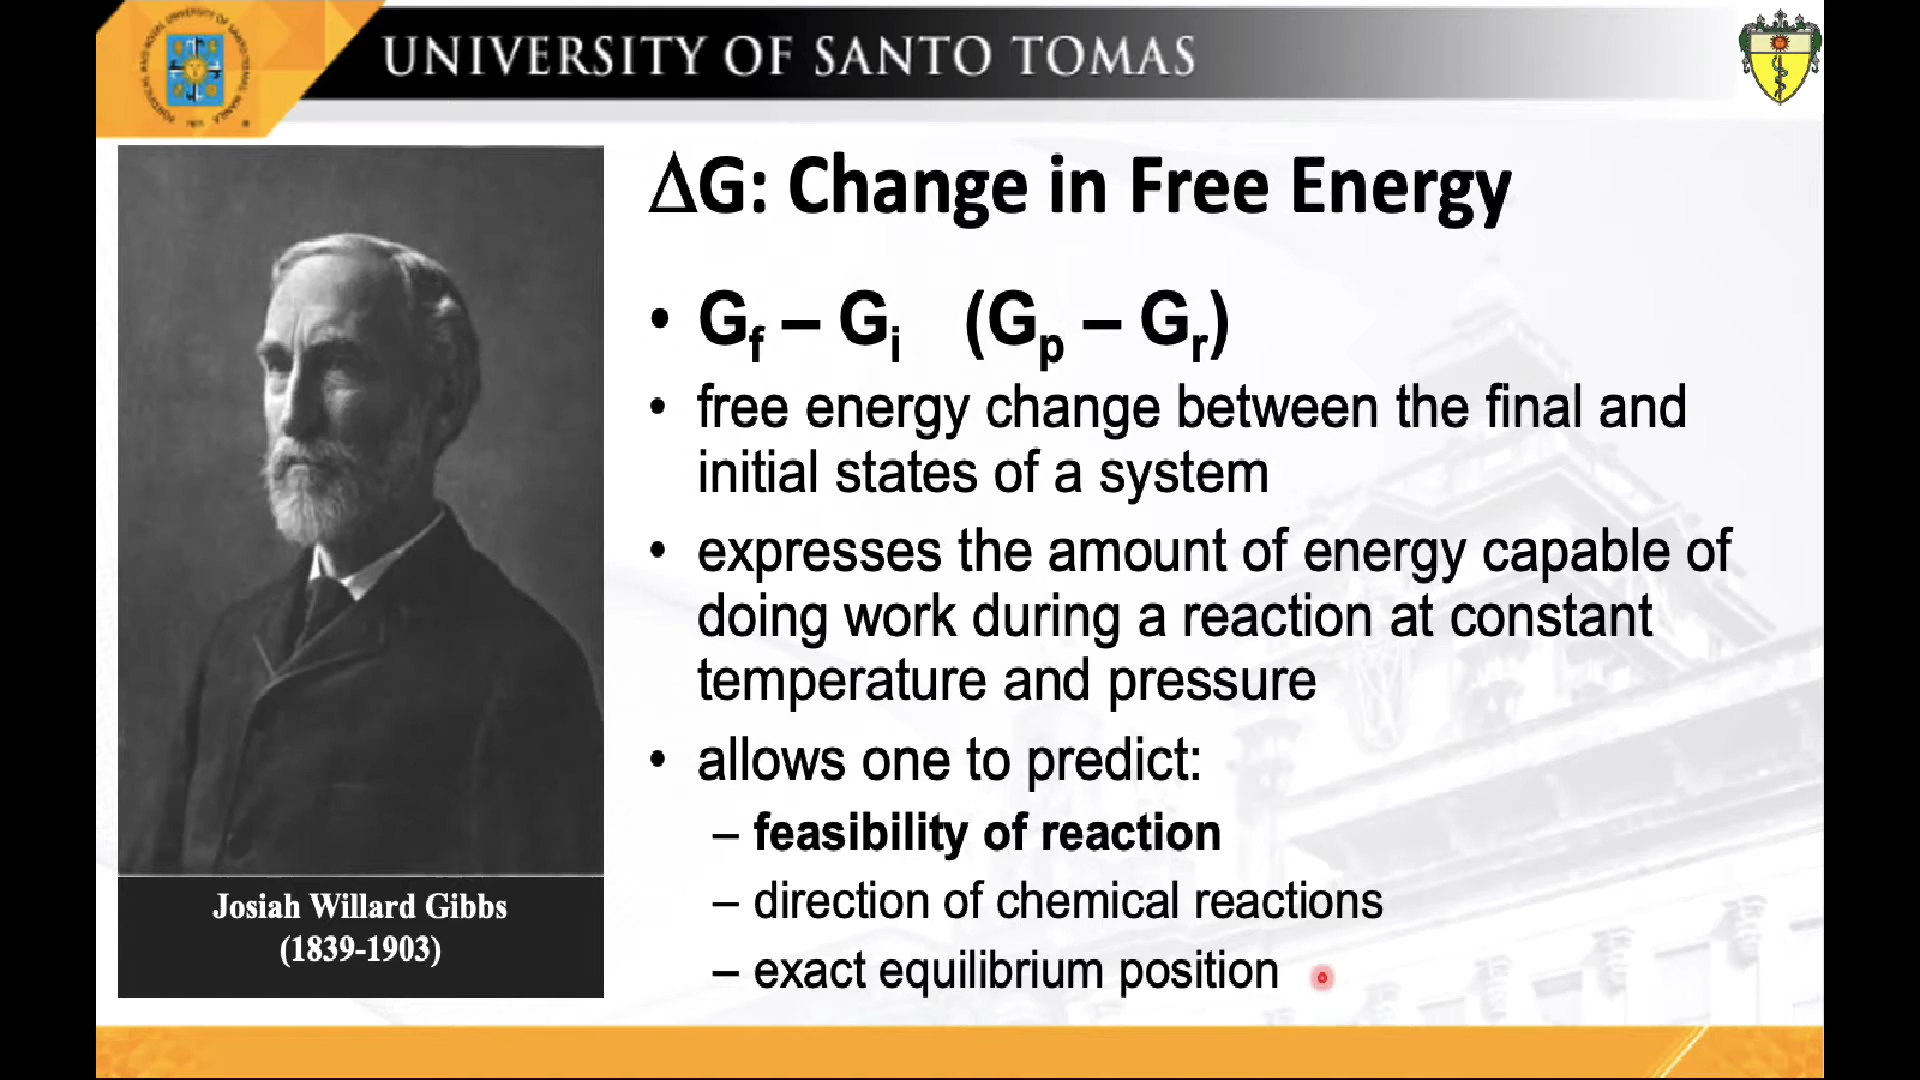 UNIVERSITY OF SANTO TOMAS
ΔG: Change in Free Energy
• Gf – Gi (Gp – Gr)
• free energy change between the final and
initial states of a system
• expresses the amount of energy capable of
doing work during a reaction at constant
temperature and pressure
• allows one to predict:
– feasibility of reaction
– direction of chemical reactions
– exact equilibrium position
Josiah Willard Gibbs
(1839-1903)